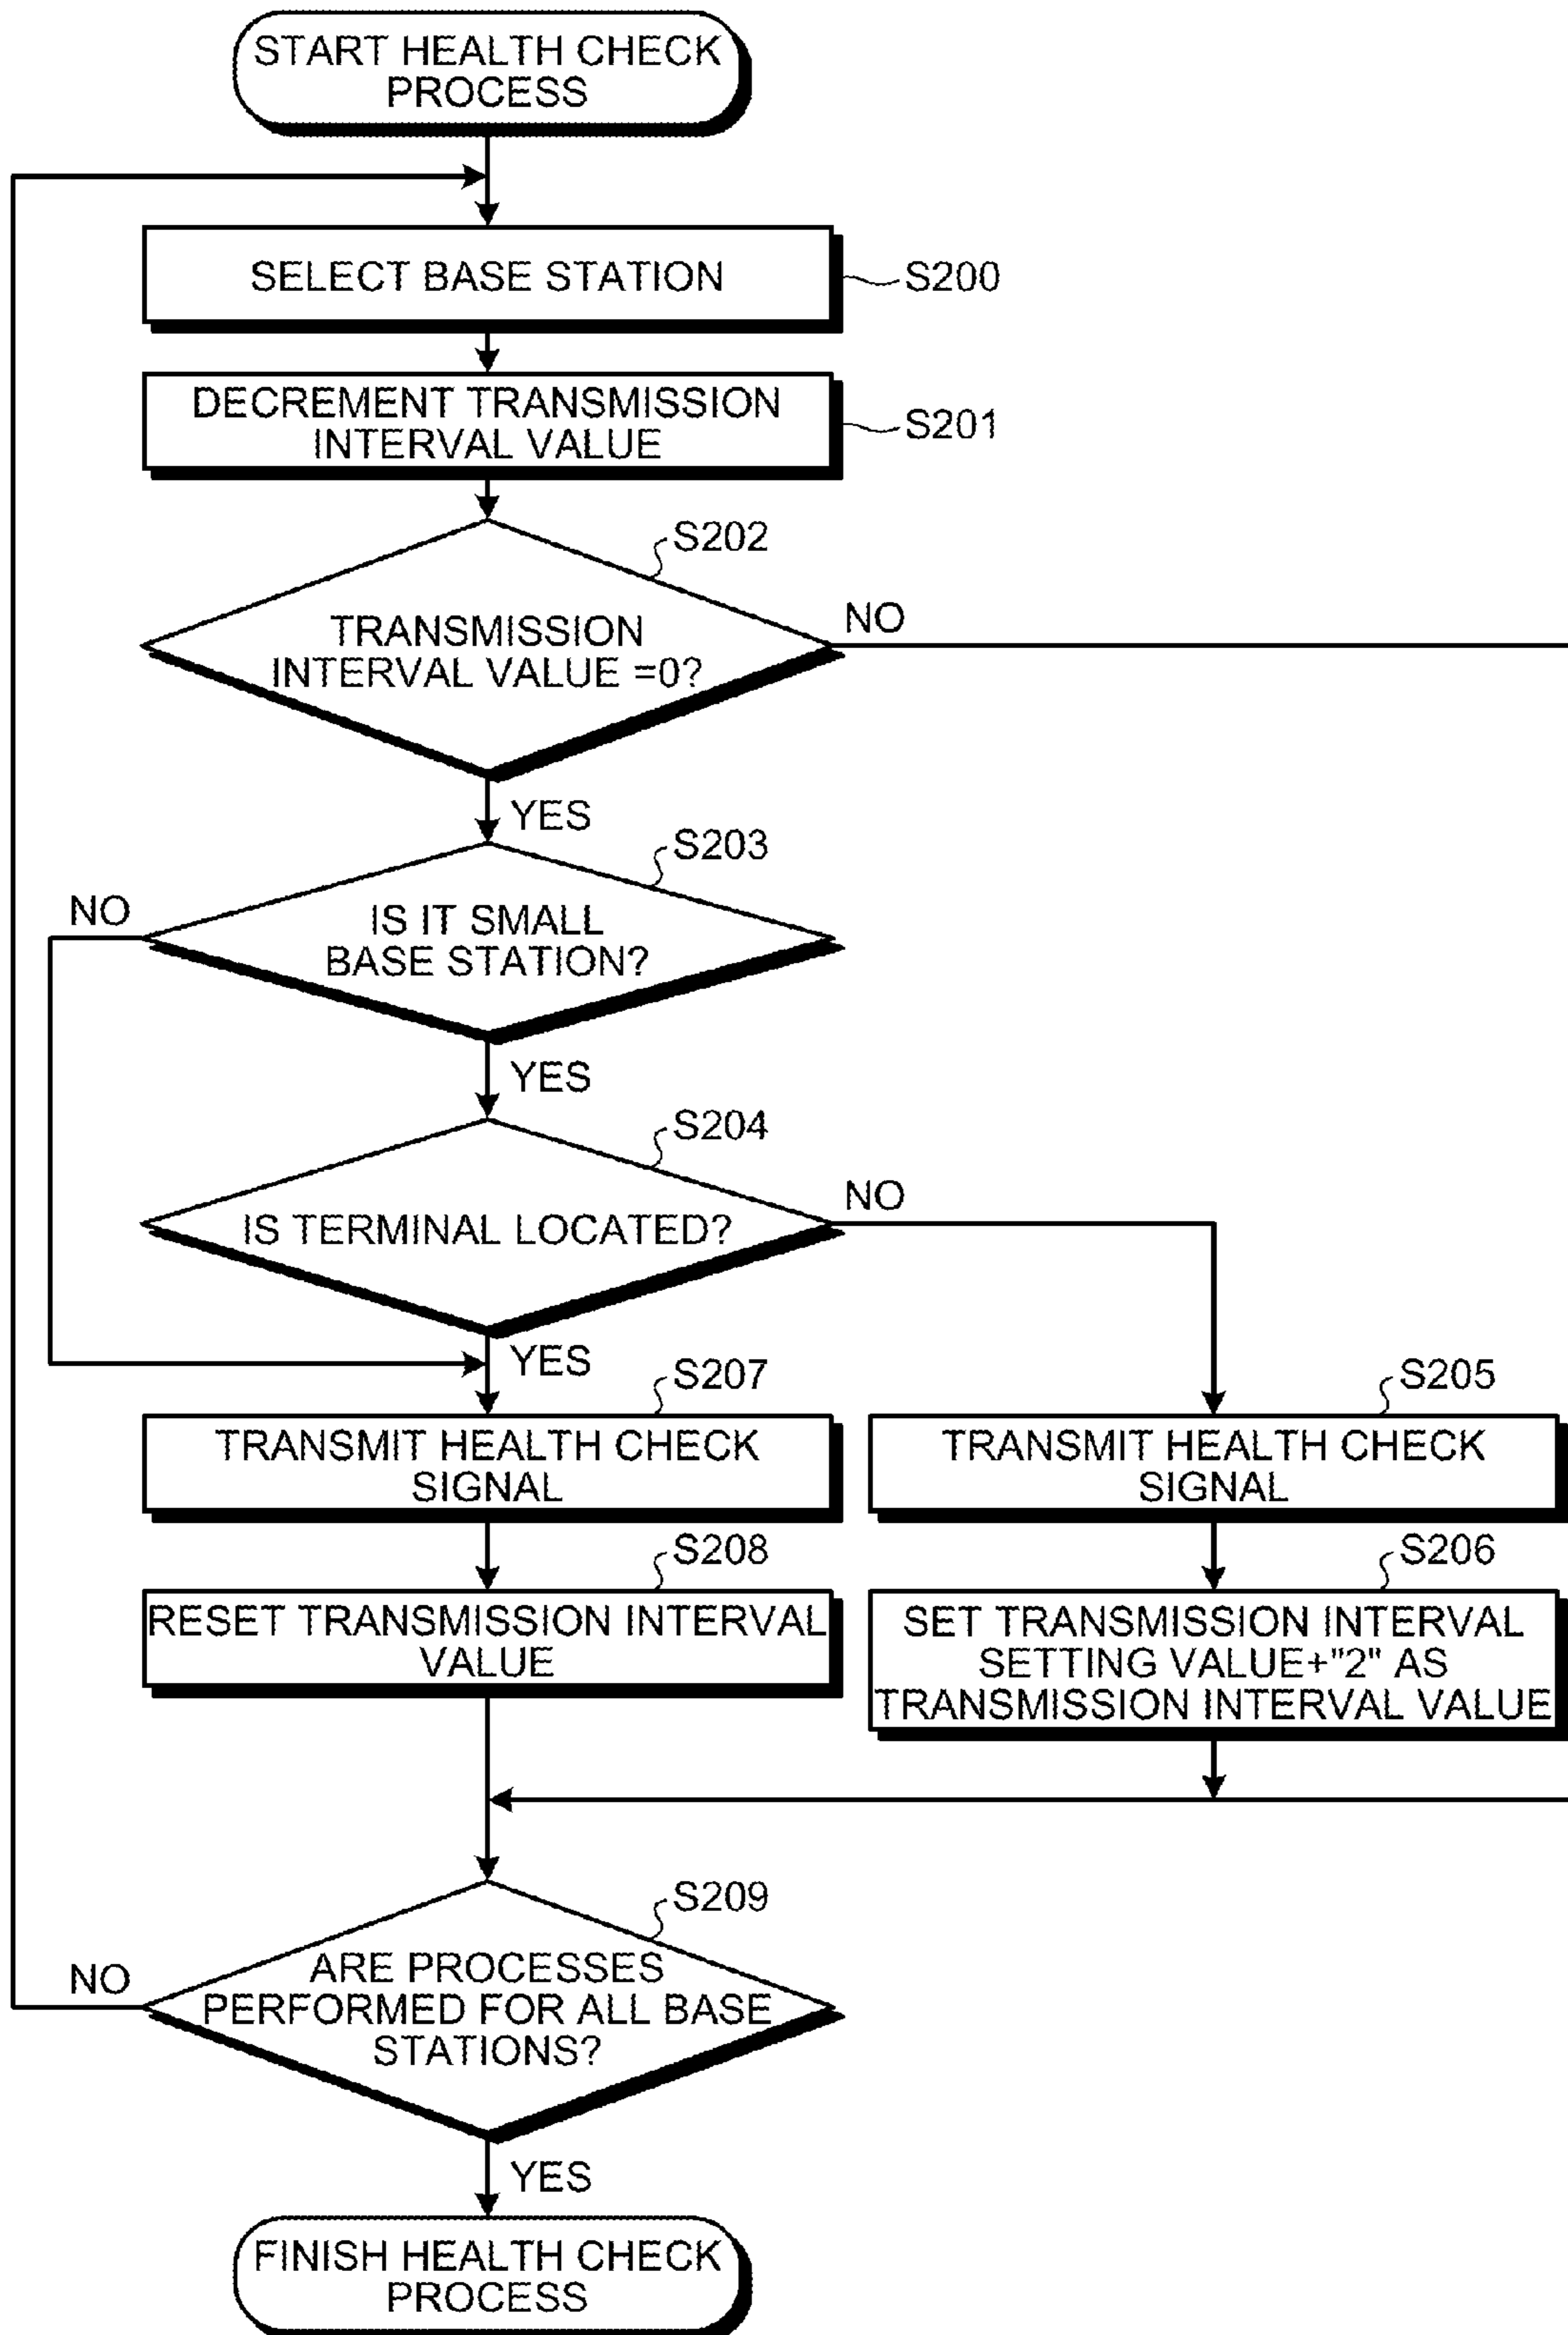 START HEALTH CHECK
PROCESS
SELECT BASE STATION
S200
DECREMENT TRANSMISSION
INTERVAL VALUE
S201
S202
TRANSMISSION
INTERVAL VALUE =0?
NO
YES
S203
IS IT SMALL
BASE STATION?
NO
YES
S204
IS TERMINAL LOCATED?
NO
YES
S207
TRANSMIT HEALTH CHECK
SIGNAL
S205
TRANSMIT HEALTH CHECK
SIGNAL
S208
RESET TRANSMISSION INTERVAL
VALUE
S206
SET TRANSMISSION INTERVAL
SETTING VALUE+"2" AS
TRANSMISSION INTERVAL VALUE
S209
ARE PROCESSES
PERFORMED FOR ALL BASE
STATIONS?
NO
YES
FINISH HEALTH CHECK
PROCESS